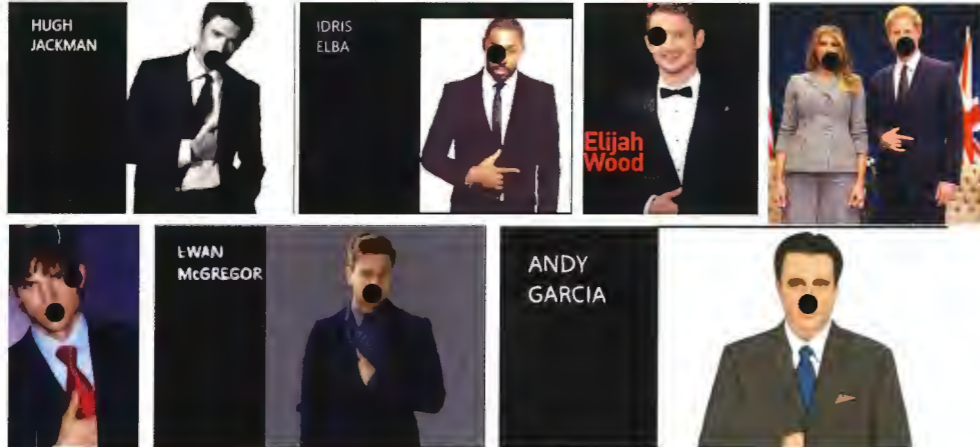 HUGH
JACKMAN
IDRIS
ELBA
Elijah
Wood
EWAN
McGREGOR
ANDY
GARCIA